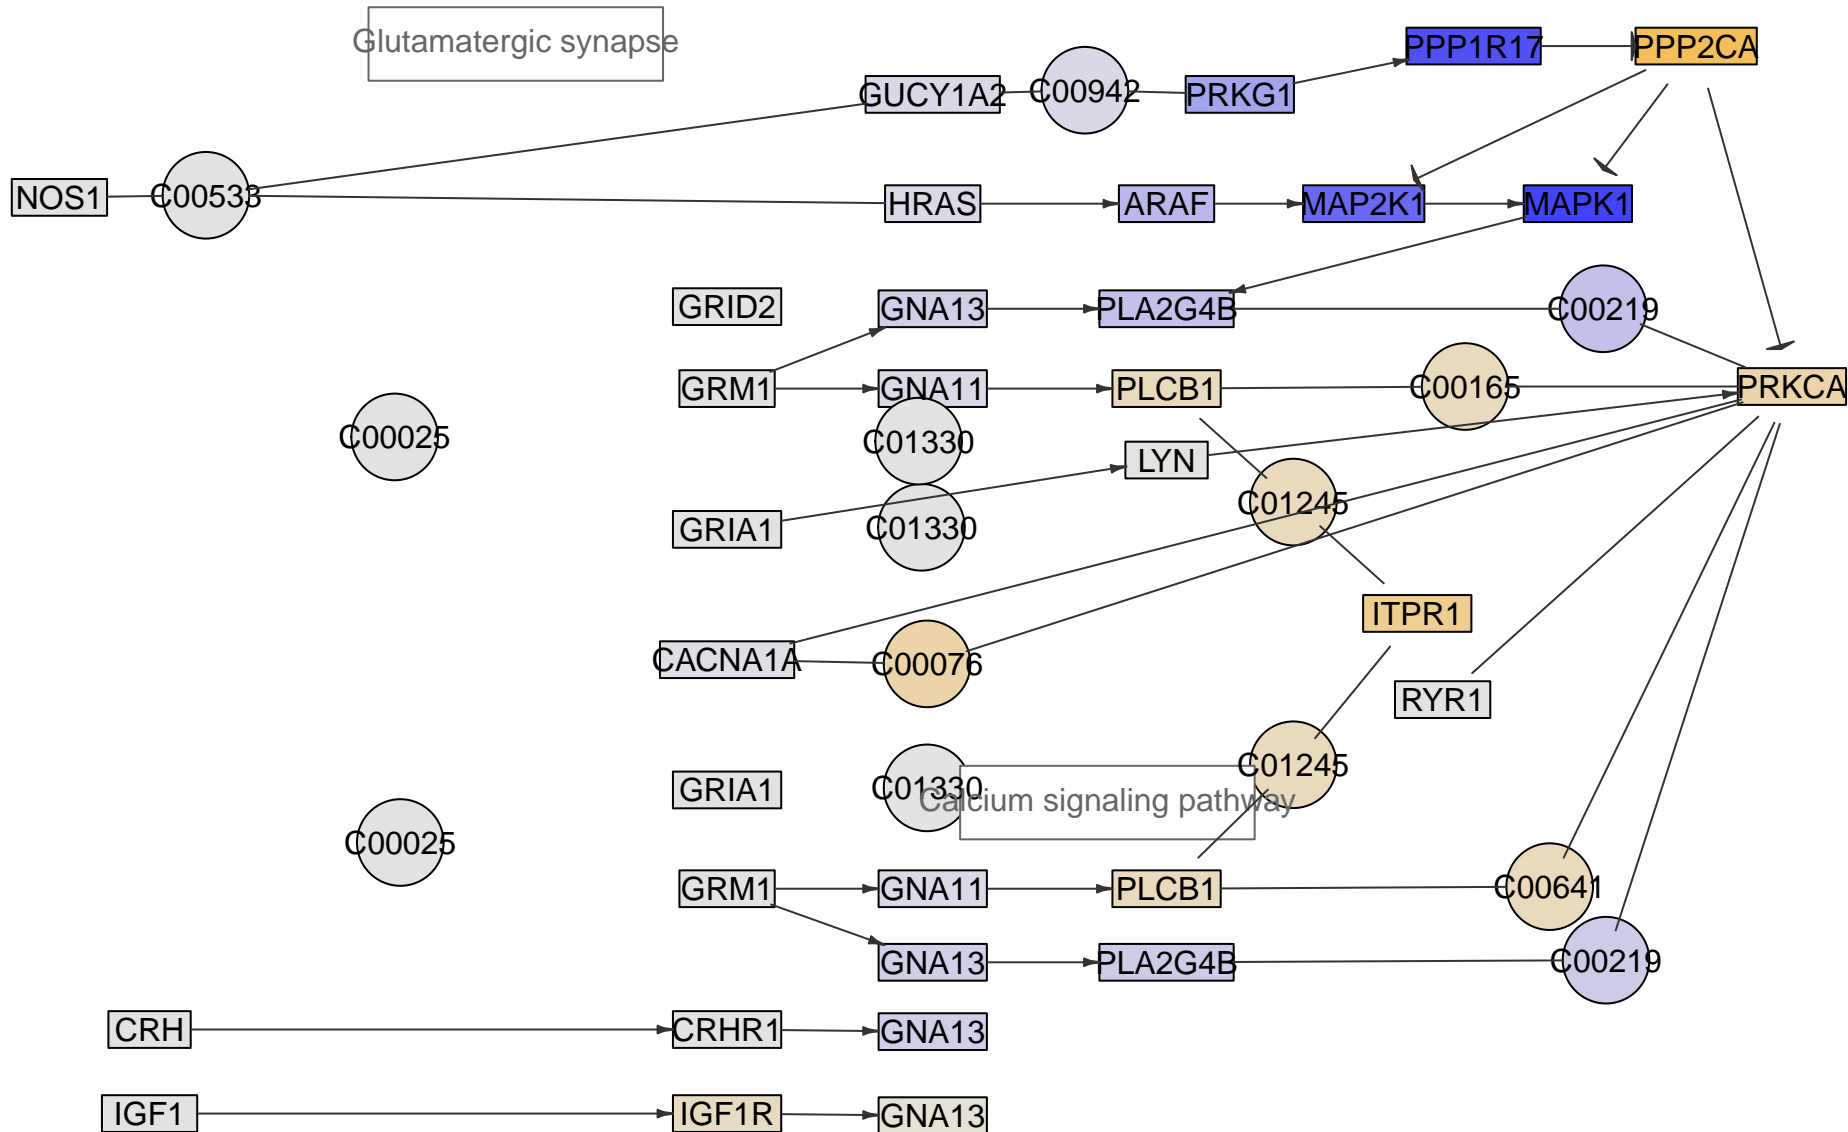 Glutamatergic synapse
PPP1R17 PPP2CA
GUCY1A2 C00942 PRKG1
NOS1 C00533 HRAS ARAF MAP2K1 MAPK1
GRID2 GNA13 PLA2G4B C00219
GRM1 GNA11 PLCB1 C00165 PRKCA
C00025 C01330 LYN
GRIA1 C01330 C01245
ITPR1
CACNA1A C00076
RYR1
C01245
GRIA1 C01330 Calcium signaling pathway
C00025
GRM1 GNA11 PLCB1 C00641
GNA13 PLA2G4B C00219
CRH CRHR1 GNA13
IGF1 IGF1R GNA13